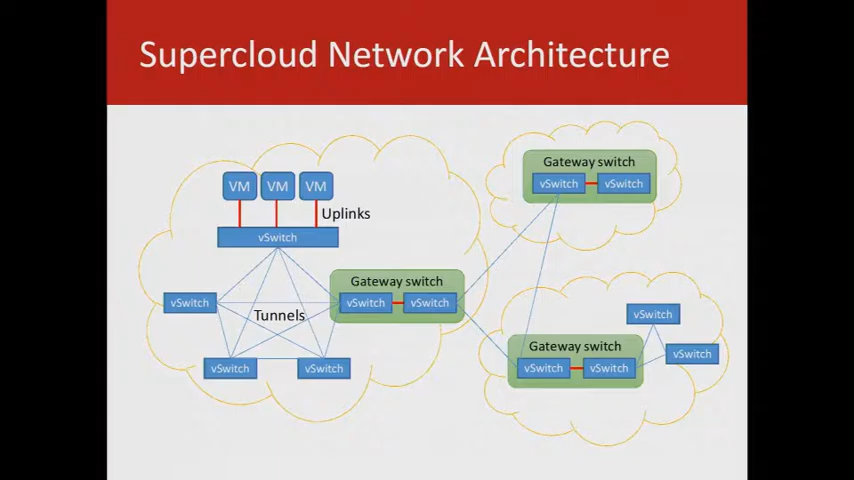 Supercloud Network Architecture
VM VM VM
Uplinks
vSwitch
vSwitch
Tunnels
vSwitch vSwitch
Gateway switch
vSwitch vSwitch
Gateway switch
vSwitch vSwitch
Gateway switch
vSwitch vSwitch
vSwitch
vSwitch